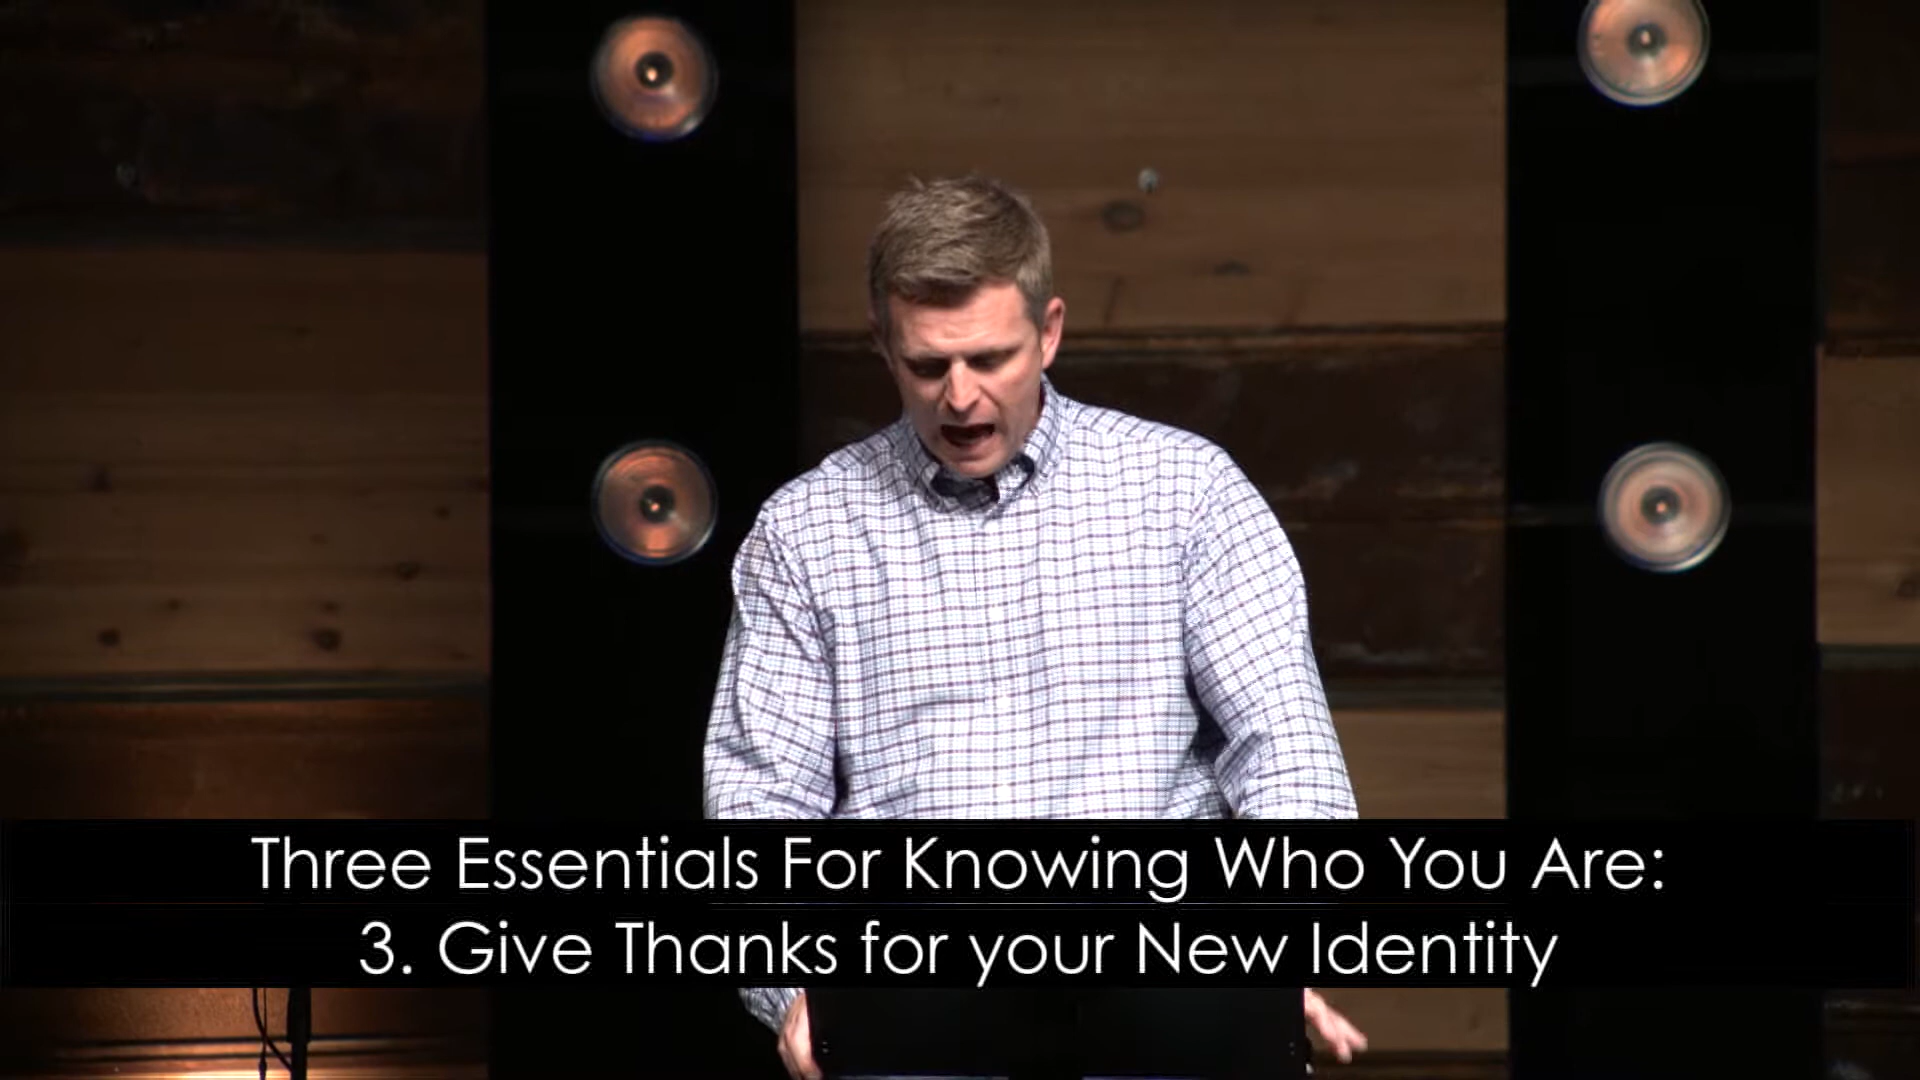 Three Essentials For Knowing Who You Are:
3. Give Thanks for your New Identity